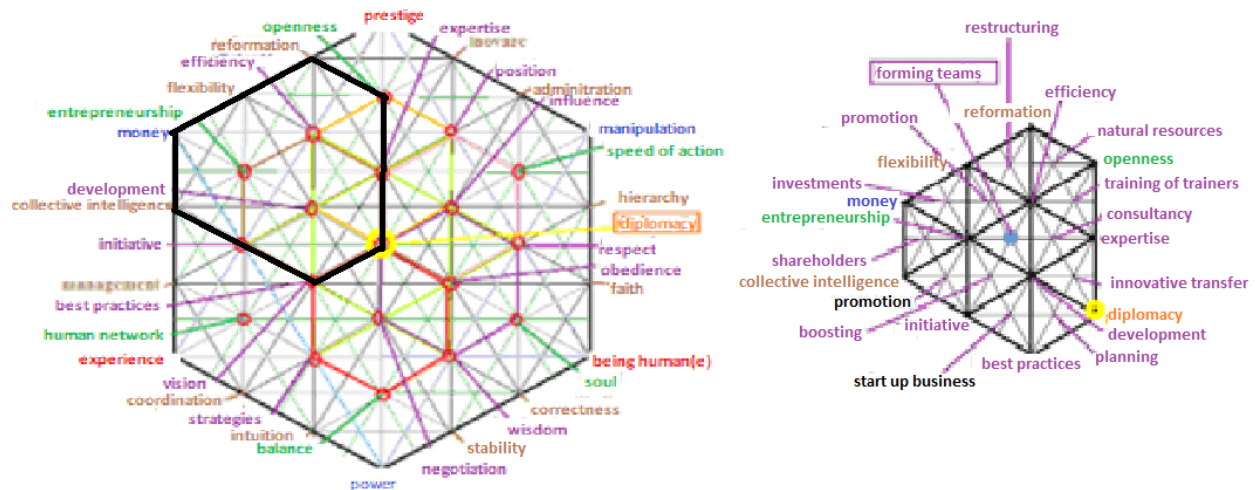 prestige
openness
expertise
reformation
efficiency
position
flexibility
adminitration
influence
entrepreneurship
money
manipulation
speed of action
development
collective intelligence
hierarchy
diplomacy
initiative
respect
obedience
management
faith
best practices
human network
experience
being human(e)
soul
vision
coordination
correctness
strategies
wisdom
intuition
balance
stability
negotiation
power
restructuring
forming teams
efficiency
promotion
reformation
natural resources
flexibility
openness
investments
training of trainers
money
entrepreneurship
consultancy
expertise
shareholders
collective intelligence
innovative transfer
promotion
diplomacy
boosting
initiative
development
best practices
planning
start up business